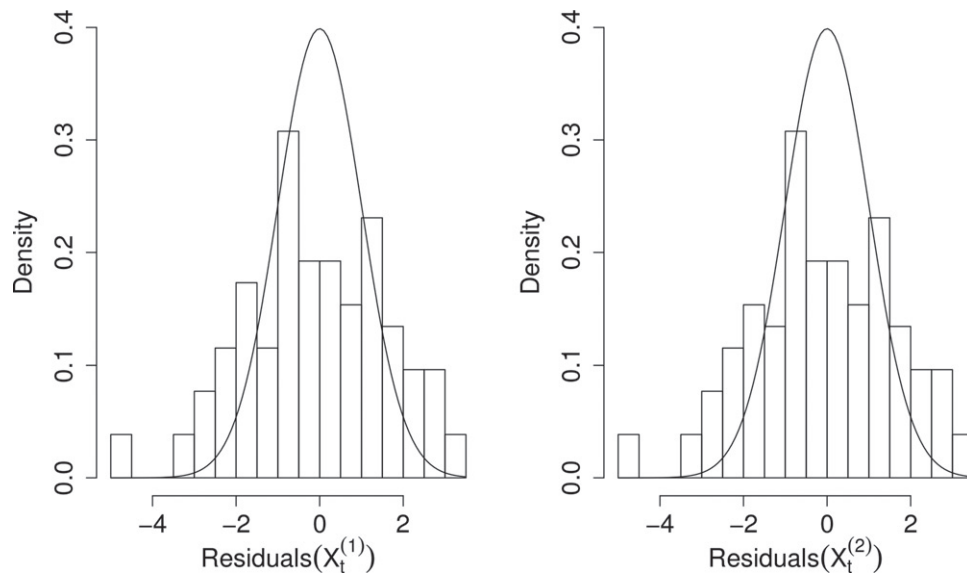 0.4
0.3
0.2
0.1
0.0
Density
−4 −2 0 2
Residuals(X_t^(1))
0.4
0.3
0.2
0.1
0.0
Density
−4 −2 0 2
Residuals(X_t^(2))